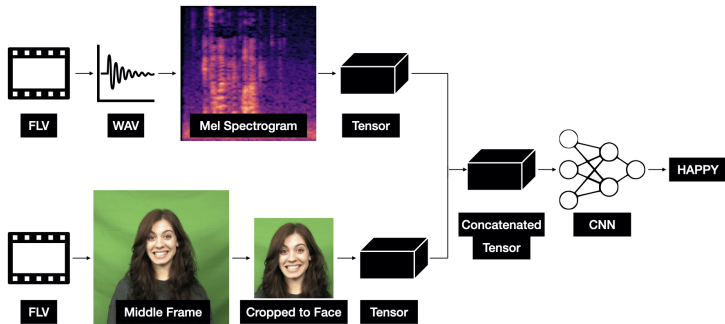 FLV
WAV
Mel Spectrogram
Tensor
HAPPY
Concatenated
Tensor
CNN
FLV
Middle Frame
Cropped to Face
Tensor